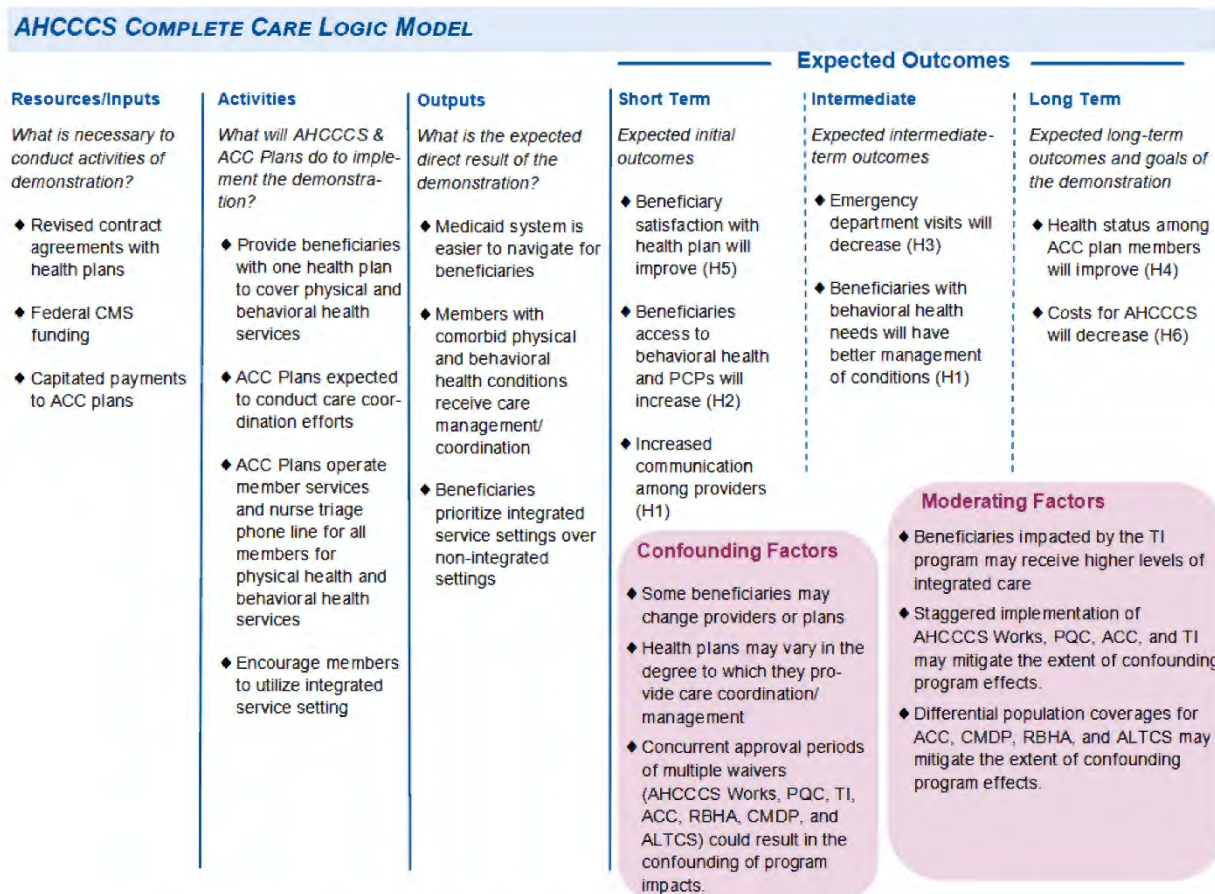 AHCCCS COMPLETE CARE LOGIC MODEL
Expected Outcomes
Resources/Inputs
What is necessary to
conduct activities of
demonstration?
◆ Revised contract
agreements with
health plans
◆ Federal CMS
funding
◆ Capitated payments
to ACC plans
Activities
What will AHCCCS &
ACC Plans do to imple-
ment the demonstra-
tion?
◆ Provide beneficiaries
with one health plan
to cover physical and
behavioral health
services
◆ ACC Plans expected
to conduct care coor-
dination efforts
◆ ACC Plans operate
member services
and nurse triage
phone line for all
members for
physical health and
behavioral health
services
◆ Encourage members
to utilize integrated
service setting
Outputs
What is the expected
direct result of the
demonstration?
◆ Medicaid system is
easier to navigate for
beneficiaries
◆ Members with
comorbid physical
and behavioral
health conditions
receive care
management/
coordination
◆ Beneficiaries
prioritize integrated
service settings over
non-integrated
settings
Short Term
Expected initial
outcomes
◆ Beneficiary
satisfaction with
health plan will
improve (H5)
◆ Beneficiaries
access to
behavioral health
and PCPs will
increase (H2)
◆ Increased
communication
among providers
(H1)
Intermediate
Expected intermediate-
term outcomes
◆ Emergency
department visits will
decrease (H3)
◆ Beneficiaries with
behavioral health
needs will have
better management
of conditions (H1)
Long Term
Expected long-term
outcomes and goals of
the demonstration
◆ Health status among
ACC plan members
will improve (H4)
◆ Costs for AHCCCS
will decrease (H6)
Confounding Factors
◆ Some beneficiaries may
change providers or plans
◆ Health plans may vary in the
degree to which they pro-
vide care coordination/
management
◆ Concurrent approval periods
of multiple waivers
(AHCCCS Works, PQC, TI,
ACC, RBHA, CMDP, and
ALTCS) could result in the
confounding of program
impacts.
Moderating Factors
◆ Beneficiaries impacted by the TI
program may receive higher levels of
integrated care
◆ Staggered implementation of
AHCCCS Works, PQC, ACC, and TI
may mitigate the extent of confounding
program effects.
◆ Differential population coverages for
ACC, CMDP, RBHA, and ALTCS may
mitigate the extent of confounding
program effects.